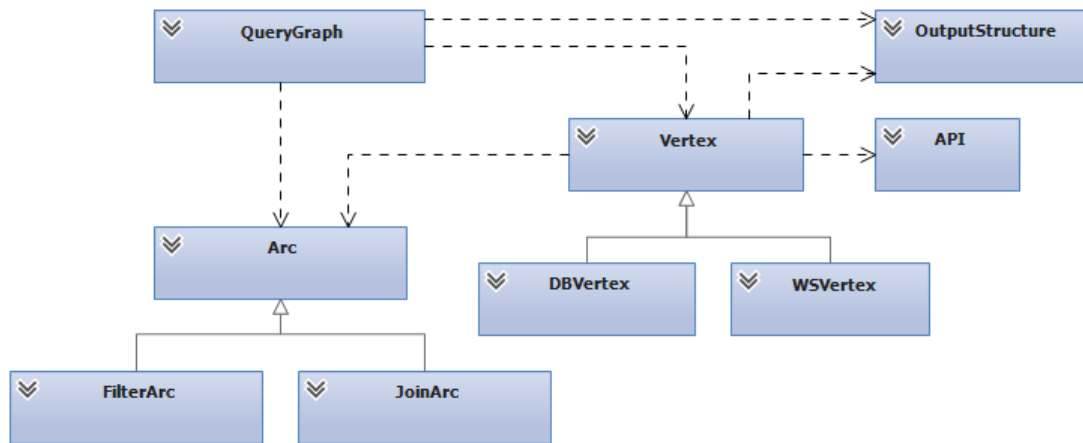 QueryGraph
OutputStructure
Vertex
API
Arc
DBVertex
WSVertex
FilterArc
JoinArc